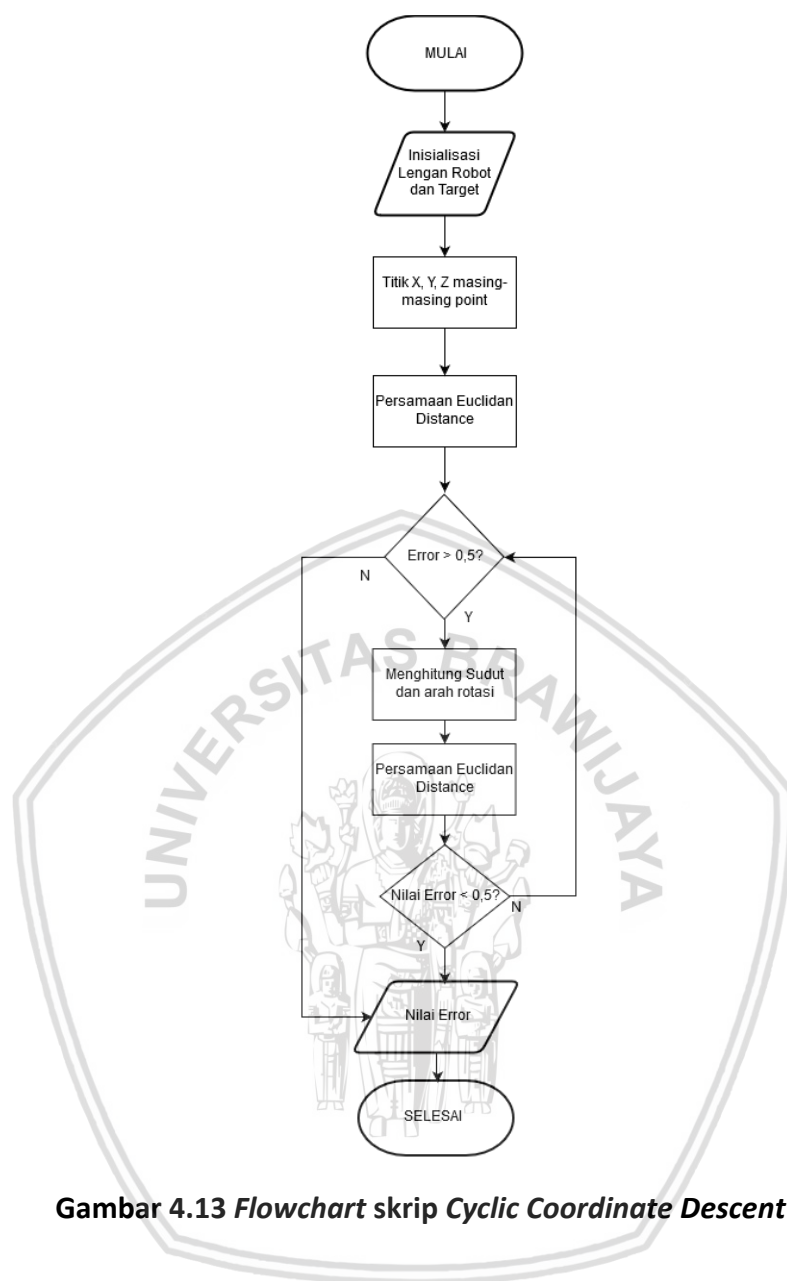 MULAI
Inisialisasi
Lengan Robot
dan Target
Titik X, Y, Z masing-
masing point
Persamaan Euclidan
Distance
Error > 0,5?
N
Y
Menghitung Sudut
dan arah rotasi
Persamaan Euclidan
Distance
Nilai Error < 0,5?
N
Y
Nilai Error
SELESAI
UNIVERSITAS BRAWIJAYA
Gambar 4.13 Flowchart skrip Cyclic Coordinate Descent